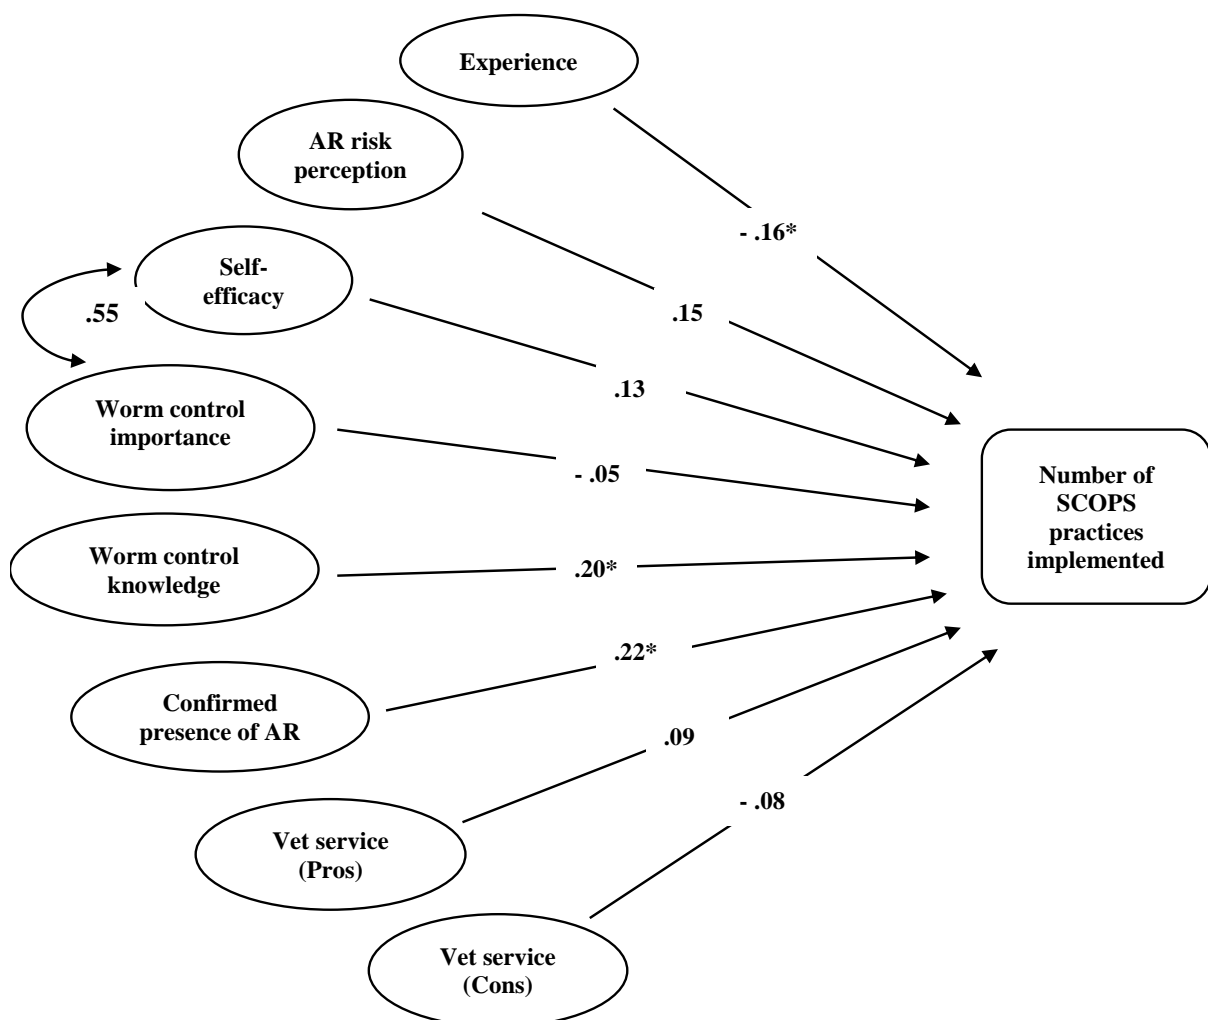 Experience
AR risk
perception
- .16*
Self-
efficacy
.15
.55
.13
Worm control
importance
- .05
Number of
SCOPS
practices
implemented
Worm control
knowledge
.20*
.22*
Confirmed
presence of AR
.09
- .08
Vet service
(Pros)
Vet service
(Cons)